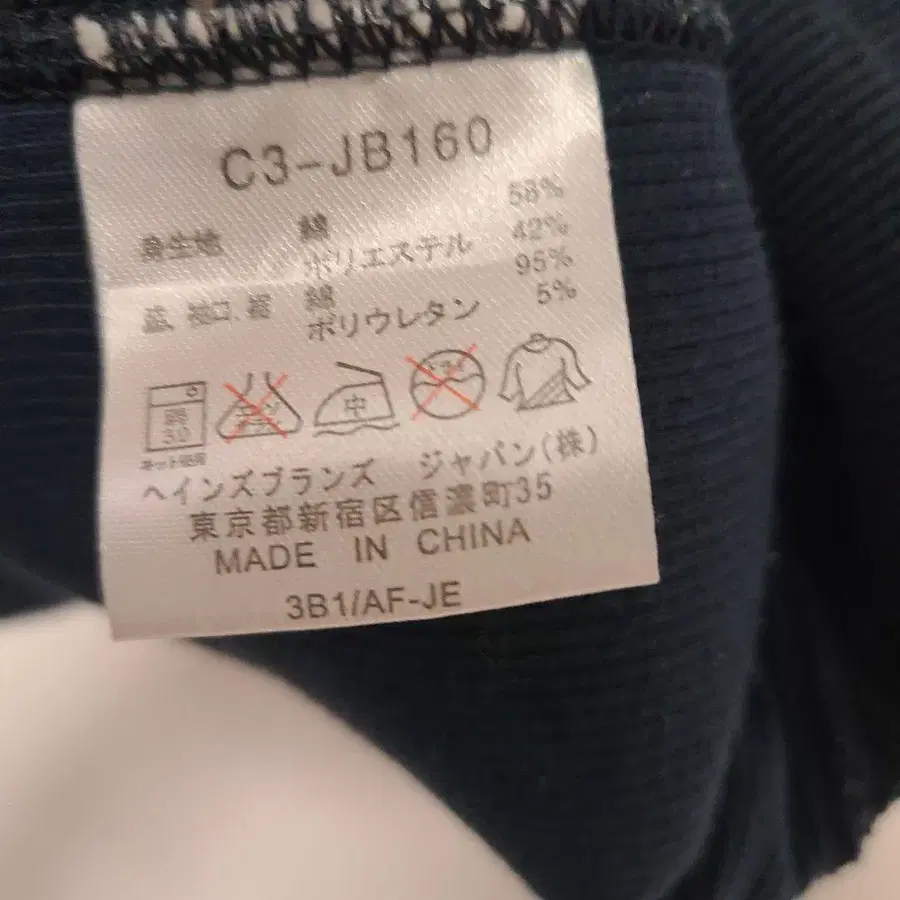 C3-JB160
身生地 綿 58%
ポリエステル 42%
袖口、裾 綿 95%
ポリウレタン 5%
30 中 ドライ
ネット使用
ヘインズブランズ ジャパン(株)
東京都新宿区信濃町35
MADE IN CHINA
3B1/AF-JE